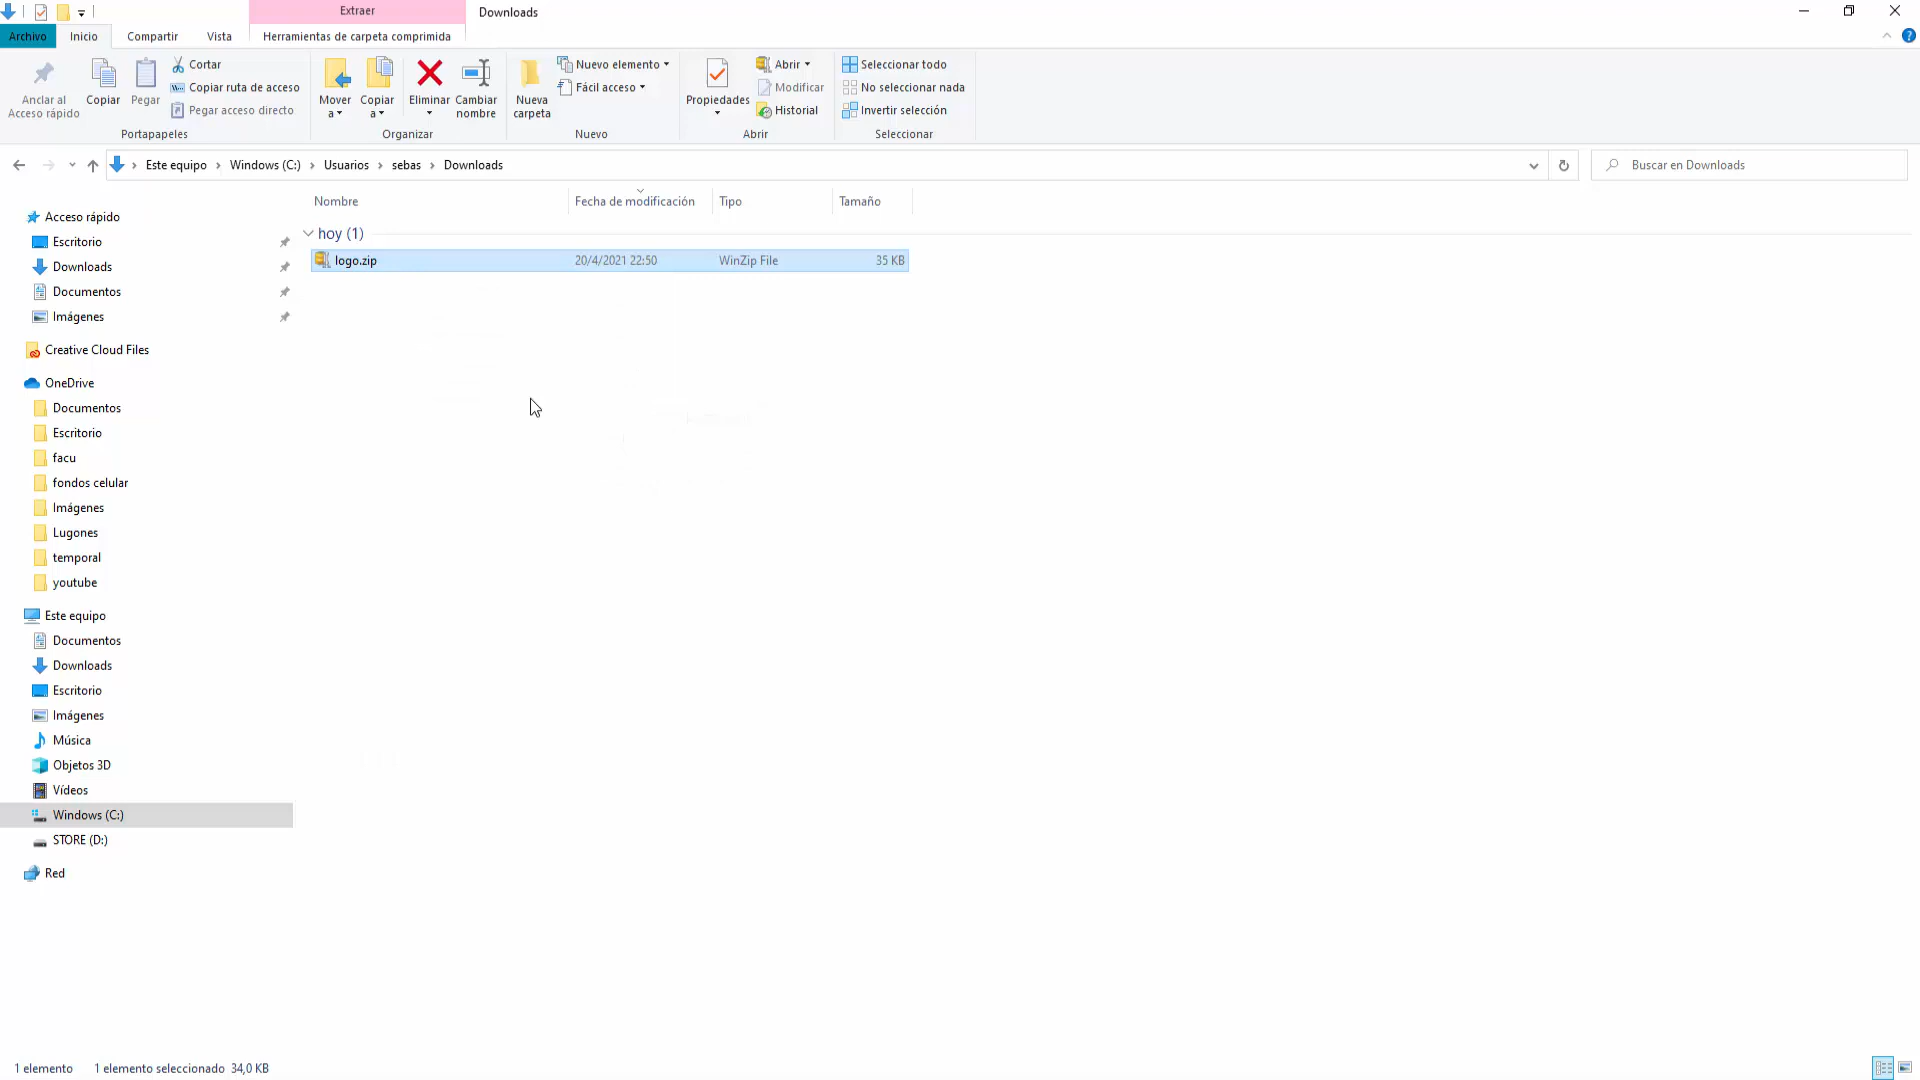 Extraer
Downloads
Archivo
Inicio
Compartir
Vista
Herramientas de carpeta comprimida
Anclar al
Acceso rápido
Copiar
Pegar
Cortar
Copiar ruta de acceso
Pegar acceso directo
Portapapeles
Mover
a
Copiar
a
Eliminar
Cambiar
nombre
Organizar
Nueva
carpeta
Nuevo elemento
Fácil acceso
Nuevo
Propiedades
Abrir
Modificar
Historial
Abrir
Seleccionar todo
No seleccionar nada
Invertir selección
Seleccionar
Este equipo
Windows (C:)
Usuarios
sebas
Downloads
Buscar en Downloads
Nombre
Fecha de modificación
Tipo
Tamaño
hoy (1)
logo.zip
20/4/2021 22:50
WinZip File
35 KB
Acceso rápido
Escritorio
Downloads
Documentos
Imágenes
Creative Cloud Files
OneDrive
Documentos
Escritorio
facu
fondos celular
Imágenes
Lugones
temporal
youtube
Este equipo
Documentos
Downloads
Escritorio
Imágenes
Música
Objetos 3D
Vídeos
Windows (C:)
STORE (D:)
Red
1 elemento
1 elemento seleccionado 34,0 KB